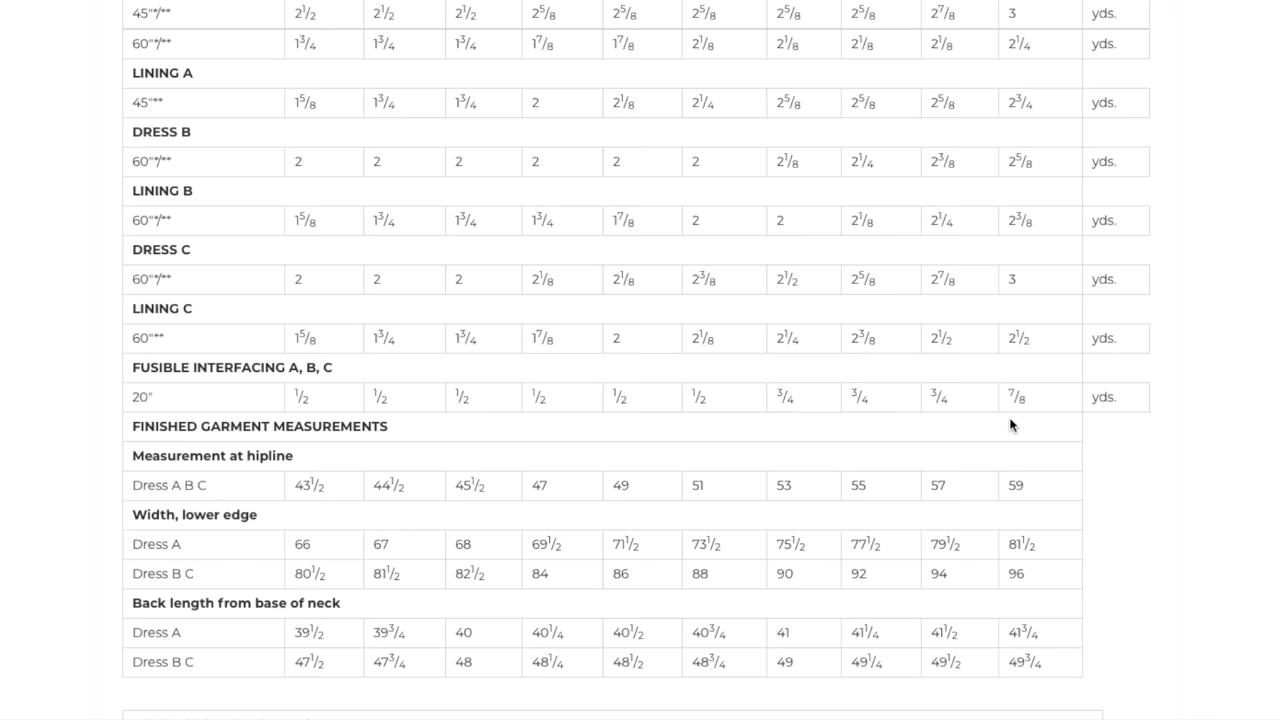 45"*/** 2 1/2 2 1/2 2 1/2 2 5/8 2 5/8 2 5/8 2 5/8 2 5/8 2 7/8 3 yds.
60"*/** 1 3/4 1 3/4 1 3/4 1 7/8 1 7/8 2 1/8 2 1/8 2 1/8 2 1/8 2 1/4 yds.
LINING A
45"** 1 5/8 1 3/4 1 3/4 2 2 1/8 2 1/4 2 5/8 2 5/8 2 5/8 2 3/4 yds.
DRESS B
60"*/** 2 2 2 2 2 2 2 1/8 2 1/4 2 3/8 2 5/8 yds.
LINING B
60"*/** 1 5/8 1 3/4 1 3/4 1 3/4 1 7/8 2 2 2 1/8 2 1/4 2 3/8 yds.
DRESS C
60"*/** 2 2 2 2 1/8 2 1/8 2 3/8 2 1/2 2 5/8 2 7/8 3 yds.
LINING C
60"** 1 5/8 1 3/4 1 3/4 1 7/8 2 2 1/8 2 1/4 2 3/8 2 1/2 2 1/2 yds.
FUSIBLE INTERFACING A, B, C
20" 1/2 1/2 1/2 1/2 1/2 1/2 3/4 3/4 3/4 7/8 yds.
FINISHED GARMENT MEASUREMENTS
Measurement at hipline
Dress A B C 43 1/2 44 1/2 45 1/2 47 49 51 53 55 57 59
Width, lower edge
Dress A 66 67 68 69 1/2 71 1/2 73 1/2 75 1/2 77 1/2 79 1/2 81 1/2
Dress B C 80 1/2 81 1/2 82 1/2 84 86 88 90 92 94 96
Back length from base of neck
Dress A 39 1/2 39 3/4 40 40 1/4 40 1/2 40 3/4 41 41 1/4 41 1/2 41 3/4
Dress B C 47 1/2 47 3/4 48 48 1/4 48 1/2 48 3/4 49 49 1/4 49 1/2 49 3/4